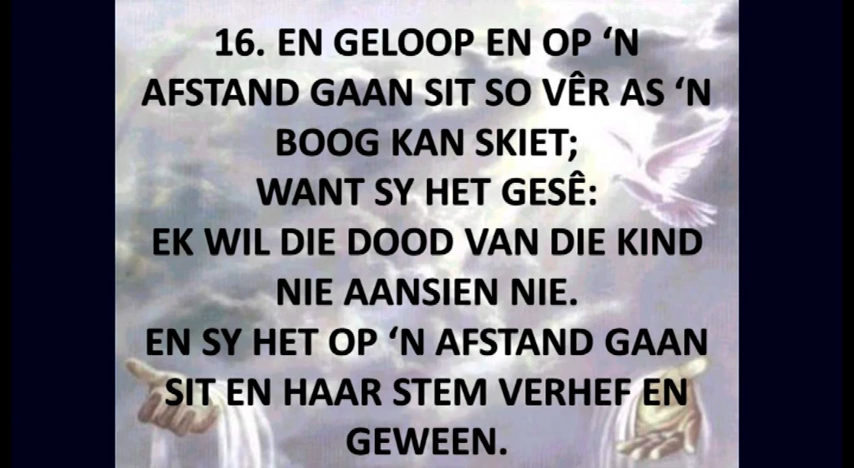 16. EN GELOOP EN OP ‘N
AFSTAND GAAN SIT SO VÊR AS ‘N
BOOG KAN SKIET;
WANT SY HET GESÊ:
EK WIL DIE DOOD VAN DIE KIND
NIE AANSIEN NIE.
EN SY HET OP ‘N AFSTAND GAAN
SIT EN HAAR STEM VERHEF EN
GEWEEN.